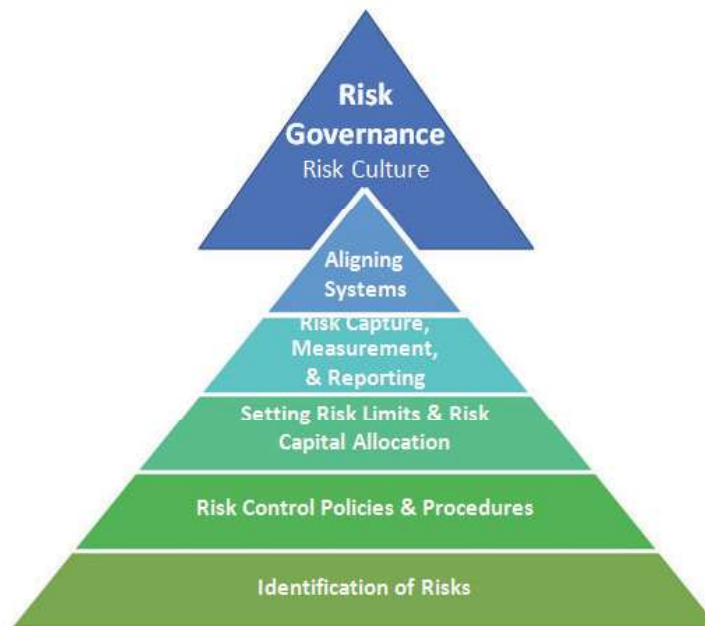 Risk
Governance
Risk Culture
Aligning
Systems
Risk Capture,
Measurement,
& Reporting
Setting Risk Limits & Risk
Capital Allocation
Risk Control Policies & Procedures
Identification of Risks